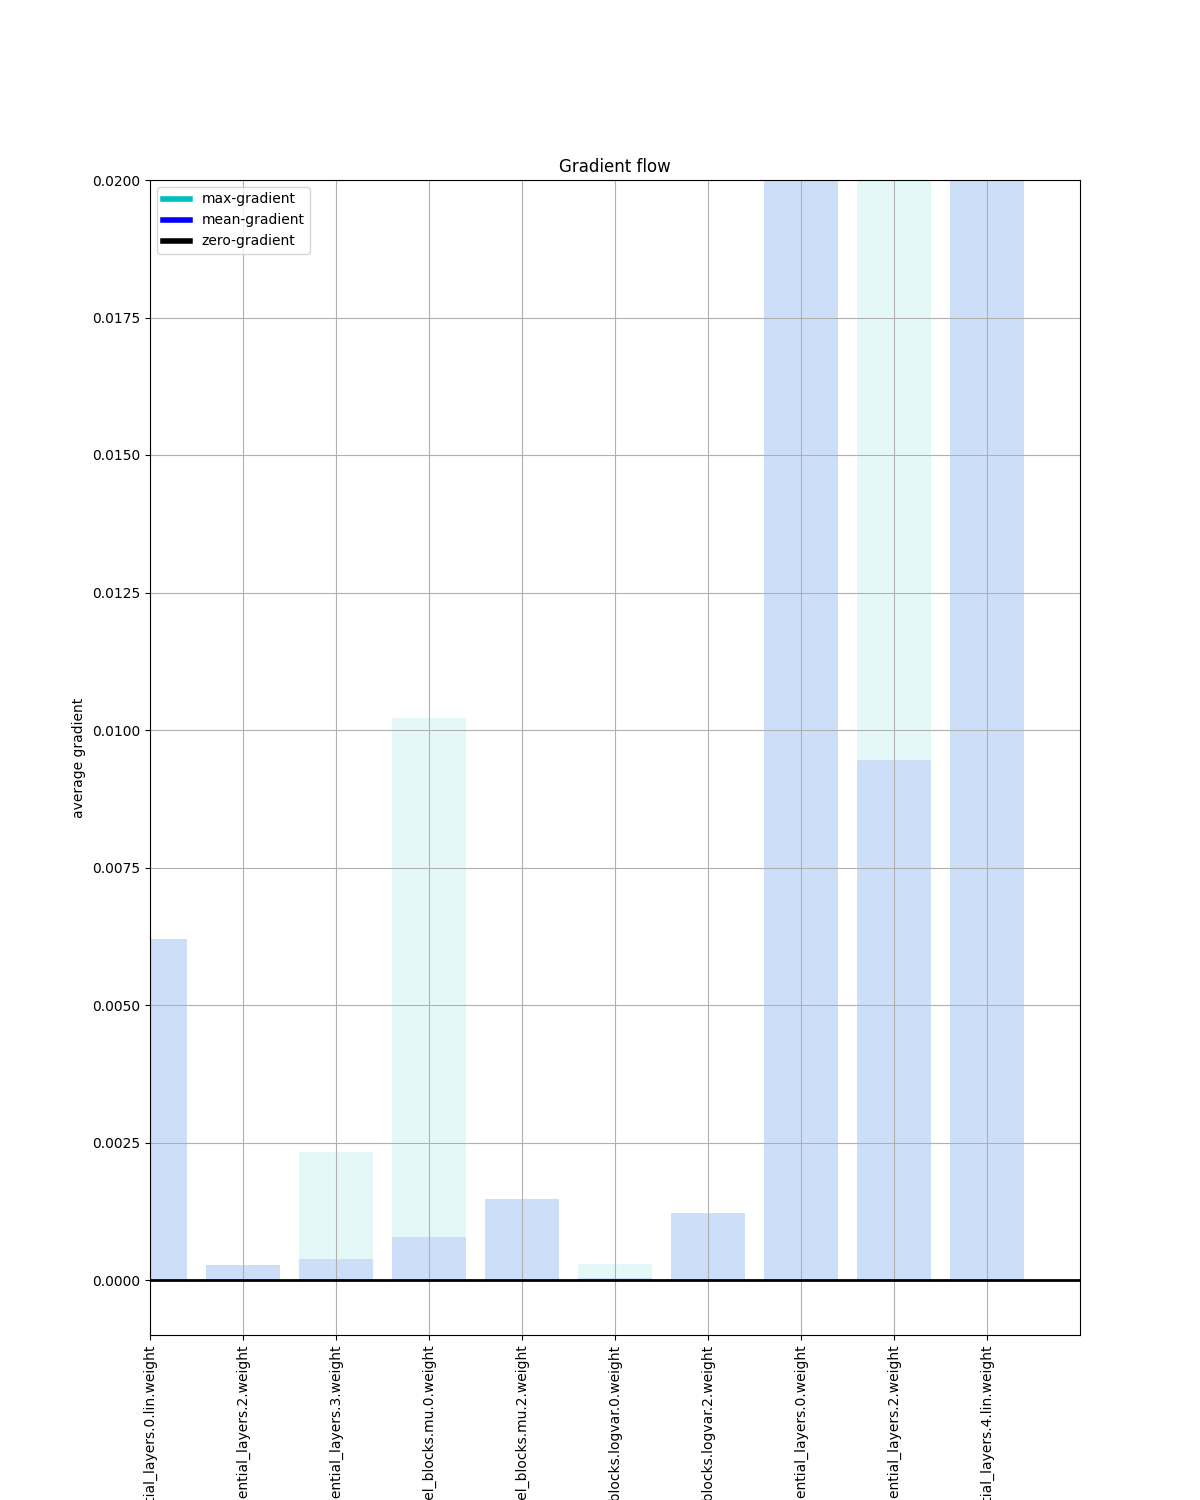 Gradient flow
max-gradient
mean-gradient
zero-gradient
0.0200
0.0175
0.0150
0.0125
0.0100
0.0075
0.0050
0.0025
0.0000
average gradient
tial_layers.0.lin.weight
ential_layers.2.weight
ential_layers.3.weight
el_blocks.mu.0.weight
el_blocks.mu.2.weight
blocks.logvar.0.weight
blocks.logvar.2.weight
ential_layers.0.weight
ential_layers.2.weight
tial_layers.4.lin.weight